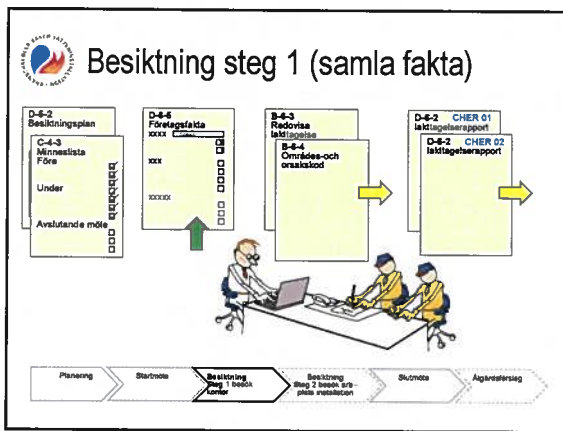 Besiktning steg 1 (samla fakta)
D-6-2
Besiktningsplan
C-4-3
Minneslista
Före
Under
Avslutande möte
D-6-5
Företagsfakta
xxxx
xxx
xxxxx
B-6-3
Redovisa
iakttagelse
B-6-4
Områdes-och
orsakskod
D-6-2 CHER 01
Iakttagelserapport
D-6-2 CHER 02
Iakttagelserapport
Planering
Startmöte
Besiktning
Steg 1 besök
kontor
Besiktning
Steg 2 besök arb-
plats installation
Slutmöte
Åtgärdsförslag